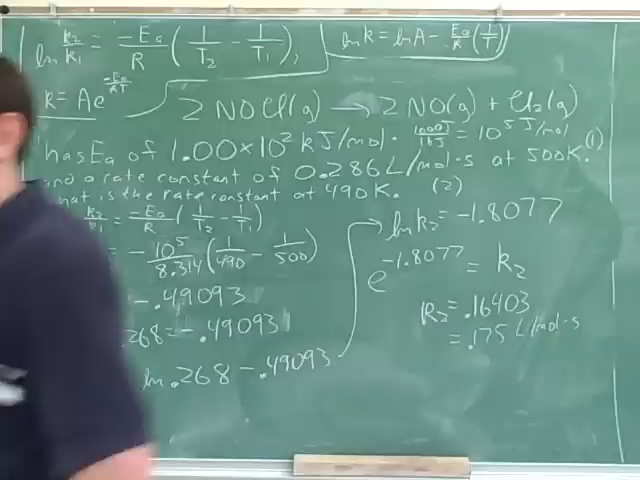 ln k₂/k₁ = -Ea/R (1/T₂ - 1/T₁),
ln k = ln A - Ea/R (1/T)
k = Ae^(-Ea/RT)
2 NOCl(g) → 2 NO(g) + Cl₂(g)
has Ea of 1.00×10² kJ/mol · 1000J/1kJ = 10⁵ J/mol
and a rate constant of 0.286 L/mol·s at 500K. (1)
hat is the rate constant at 490K. (2)
k₂/k₁ = -Ea/R (1/T₂ - 1/T₁)
= -10⁵/8.314 (1/490 - 1/500)
-.49093
.268 = -.49093
ln .268 - .49093
ln k₂ = -1.8077
e^(-1.8077) = k₂
k₂ = .16403
= .175 L/mol·s